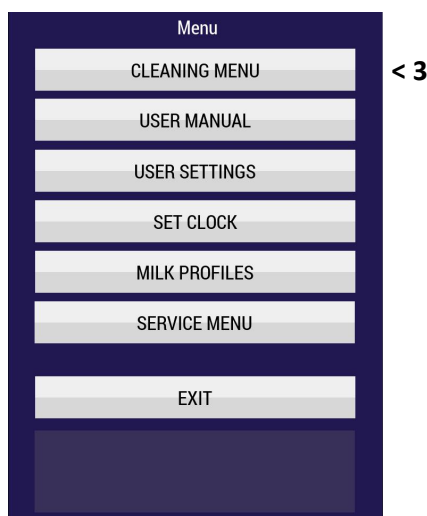 Menu
CLEANING MENU < 3
USER MANUAL
USER SETTINGS
SET CLOCK
MILK PROFILES
SERVICE MENU
EXIT